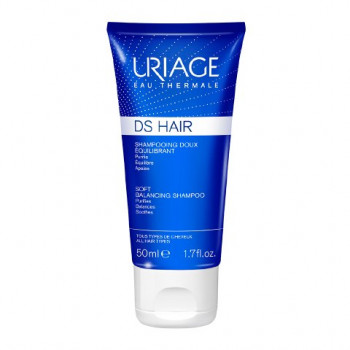 URIAGE
EAU THERMALE
DS HAIR
SHAMPOOING DOUX
ÉQUILIBRANT
Purifie
Équilibre
Apaise
SOFT
BALANCING SHAMPOO
Purifies
Balances
Soothes
TOUS TYPES DE CHEVEUX
ALL HAIR TYPES
50ml e 1.7fl.oz.